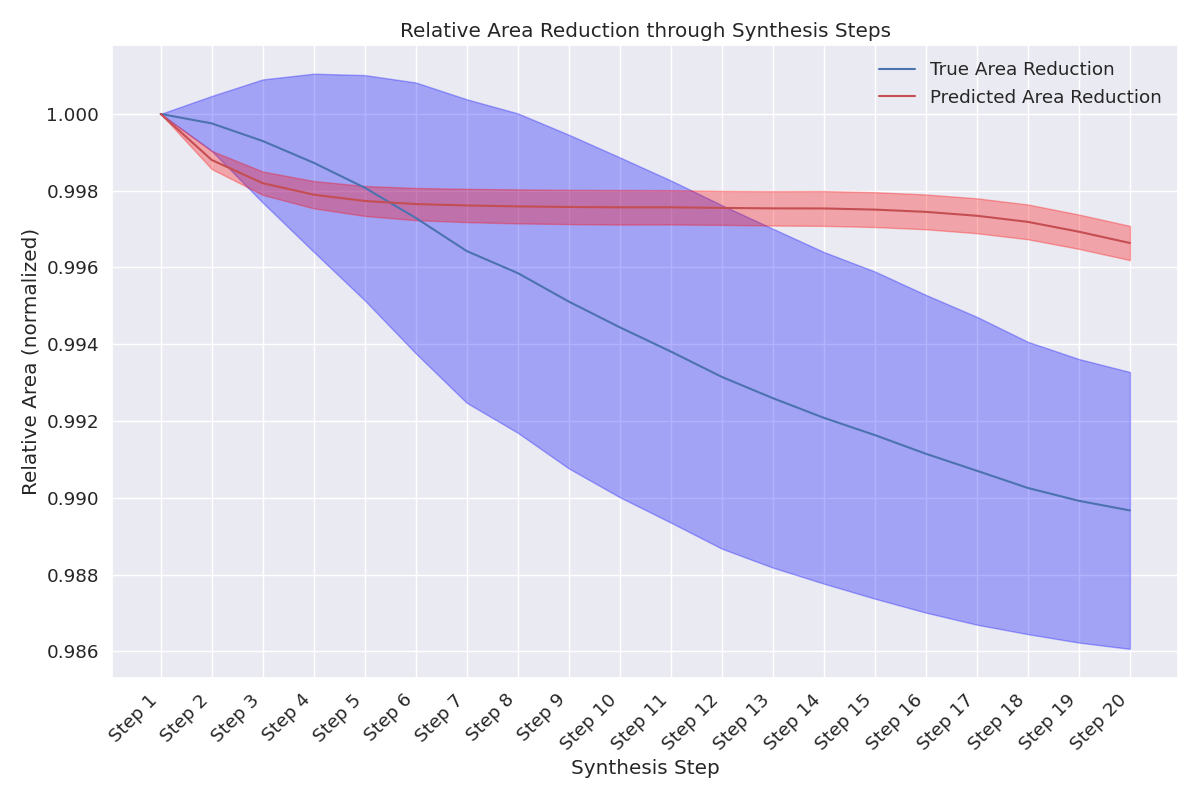 Relative Area Reduction through Synthesis Steps
True Area Reduction
Predicted Area Reduction
Relative Area (normalized)
1.000
0.998
0.996
0.994
0.992
0.990
0.988
0.986
Step 1
Step 2
Step 3
Step 4
Step 5
Step 6
Step 7
Step 8
Step 9
Step 10
Step 11
Step 12
Step 13
Step 14
Step 15
Step 16
Step 17
Step 18
Step 19
Step 20
Synthesis Step